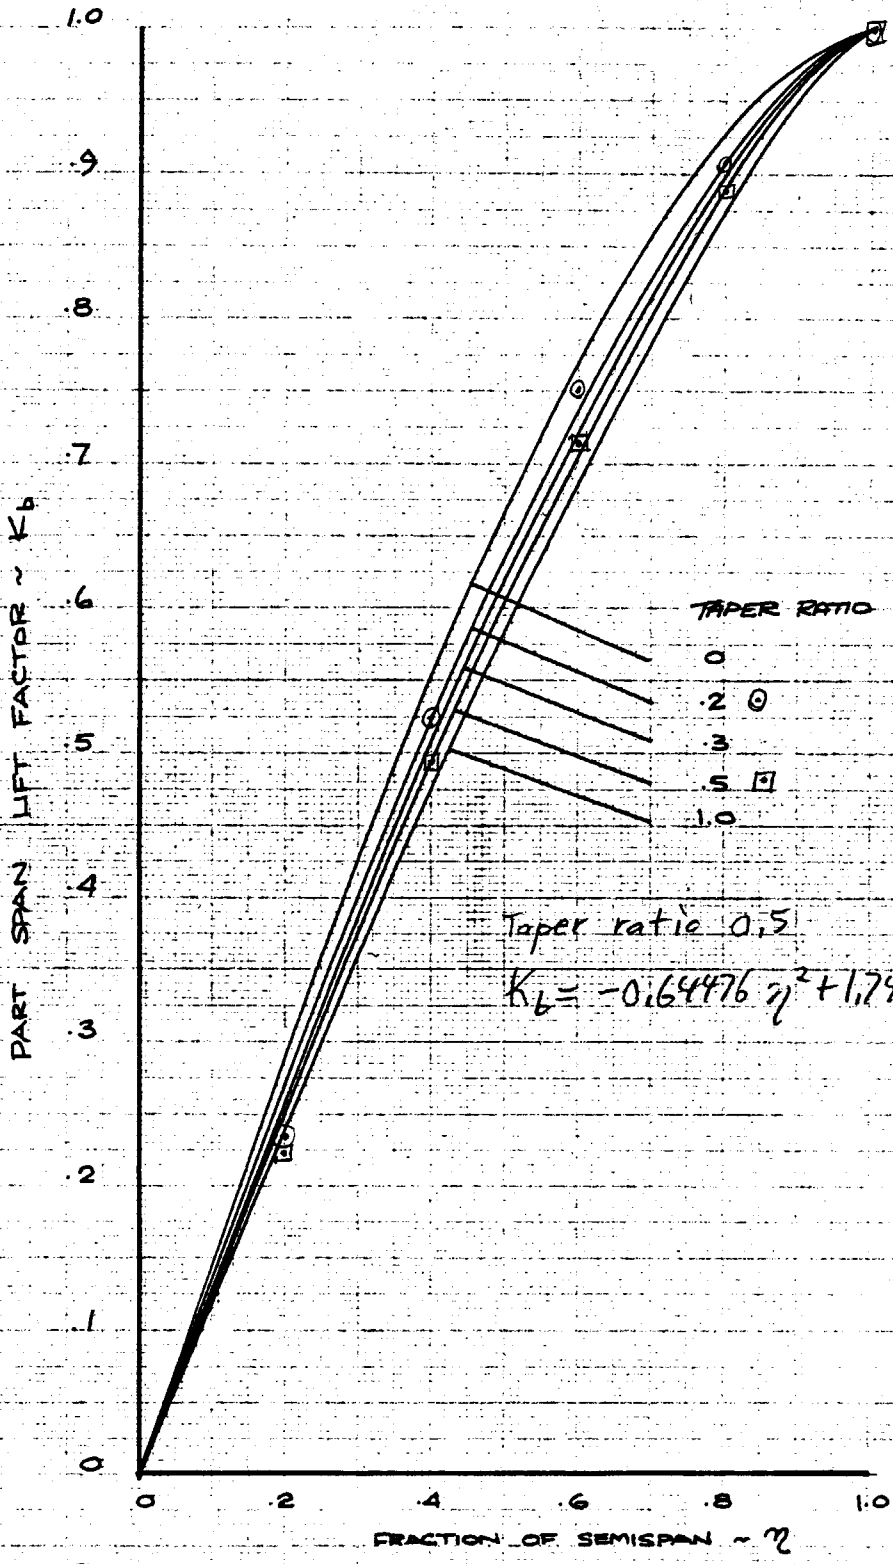 1.0
.9
.8
.7
.6
.5
.4
.3
.2
.1
0
PART SPAN LIFT FACTOR ~ Kb
TAPER RATIO
0
.2
.3
.5
1.0
Taper ratio 0.5
Kb = -0.64476 η² + 1.74
0 .2 .4 .6 .8 1.0
FRACTION OF SEMISPAN ~ η